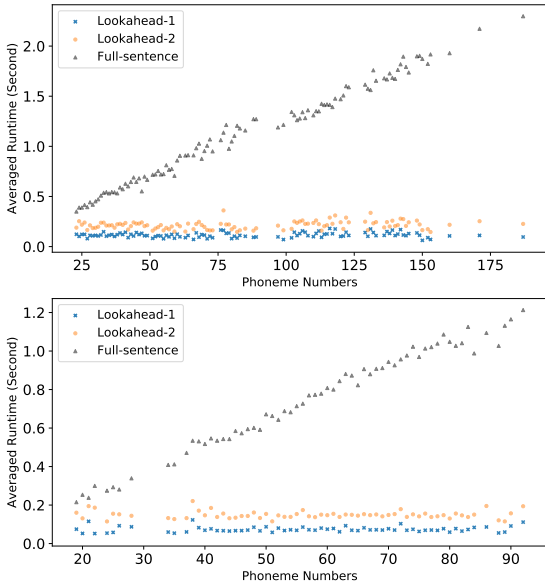 Averaged Runtime (Second)
2.0
1.5
1.0
0.5
0.0
Lookahead-1
Lookahead-2
Full-sentence
25 50 75 100 125 150 175
Phoneme Numbers
Averaged Runtime (Second)
1.2
1.0
0.8
0.6
0.4
0.2
0.0
Lookahead-1
Lookahead-2
Full-sentence
20 30 40 50 60 70 80 90
Phoneme Numbers